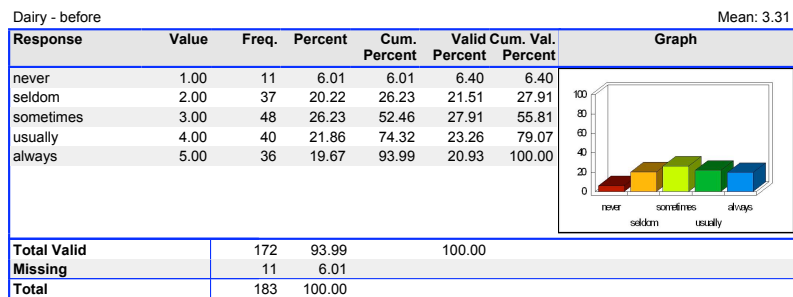 Dairy - before Mean: 3.31
Response Value Freq. Percent Cum. Percent Valid Percent Cum. Val. Percent Graph
never 1.00 11 6.01 6.01 6.40 6.40
seldom 2.00 37 20.22 26.23 21.51 27.91
sometimes 3.00 48 26.23 52.46 27.91 55.81
usually 4.00 40 21.86 74.32 23.26 79.07
always 5.00 36 19.67 93.99 20.93 100.00
100
80
60
40
20
0
never sometimes always
seldom usually
Total Valid 172 93.99 100.00
Missing 11 6.01
Total 183 100.00